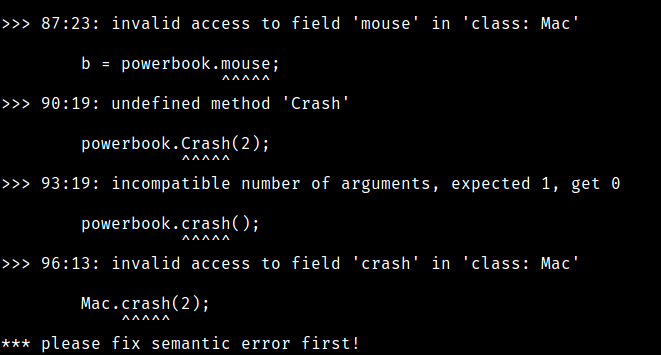 >>> 87:23: invalid access to field 'mouse' in 'class: Mac'
b = powerbook.mouse;
^^^^^
>>> 90:19: undefined method 'Crash'
powerbook.Crash(2);
^^^^^
>>> 93:19: incompatible number of arguments, expected 1, get 0
powerbook.crash();
^^^^^
>>> 96:13: invalid access to field 'crash' in 'class: Mac'
Mac.crash(2);
^^^^^
*** please fix semantic error first!